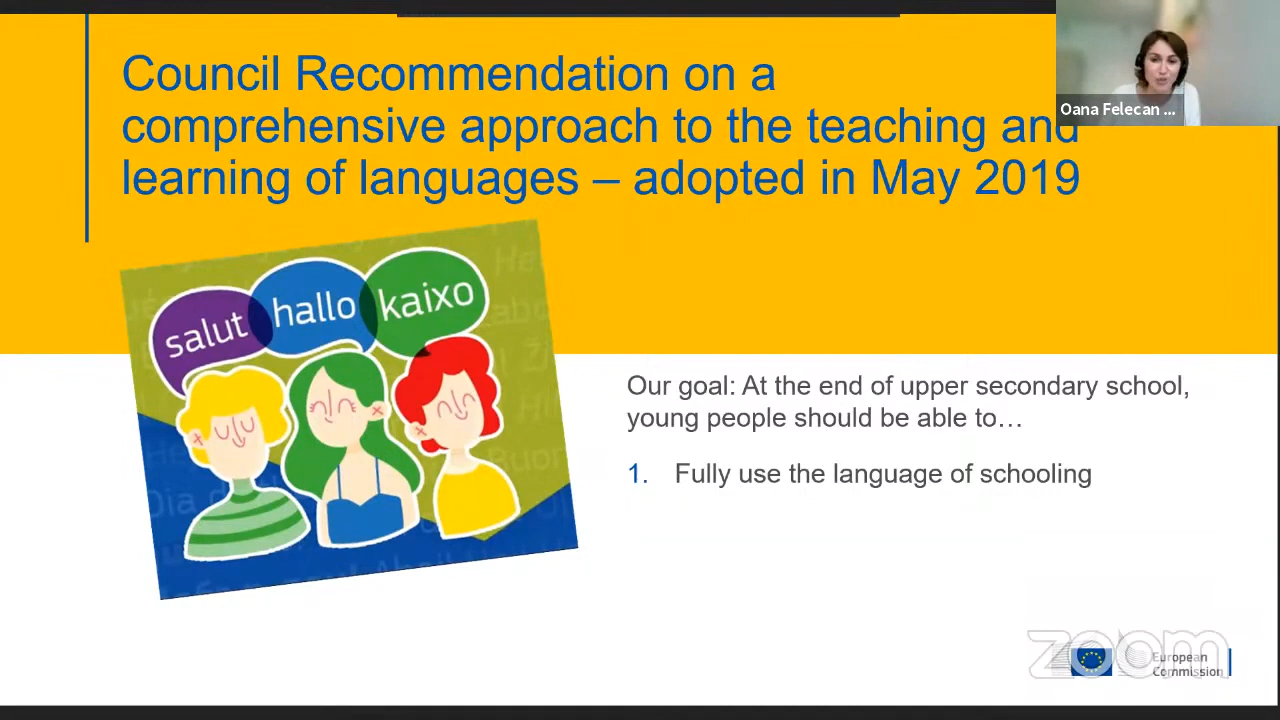 Council Recommendation on a
comprehensive approach to the teaching and
learning of languages – adopted in May 2019
Oana Felecan ...
salut
hallo
kaixo
Our goal: At the end of upper secondary school,
young people should be able to…
1. Fully use the language of schooling
zoom
European
Commission